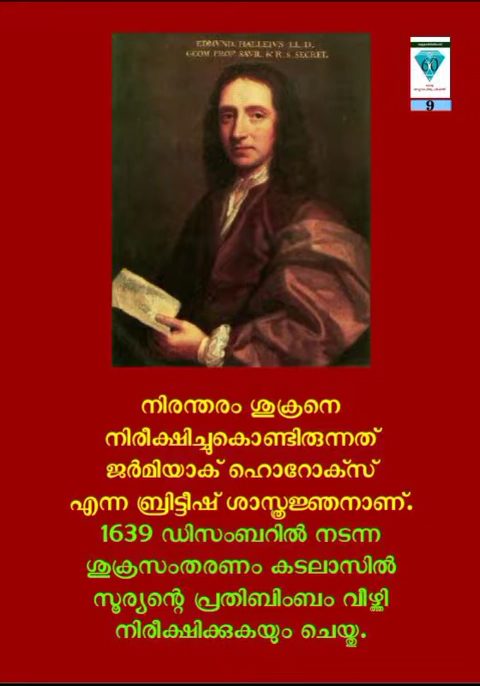 EDMVND. HALLEIVS LL. D.
GEOM. PROF. SAVIL. & R. S. SECRET.
60
9
നിരന്തരം ശുക്രനെ
നിരീക്ഷിച്ചുകൊണ്ടിരുന്നത്
ജർമിയാക് ഹൊറോക്സ്
എന്ന ബ്രിട്ടീഷ് ശാസ്ത്രജ്ഞനാണ്.
1639 ഡിസംബറിൽ നടന്ന
ശുക്രസംതരണം കടലാസിൽ
സൂര്യന്റെ പ്രതിബിംബം വീഴ്ത്തി
നിരീക്ഷിക്കുകയും ചെയ്തു.